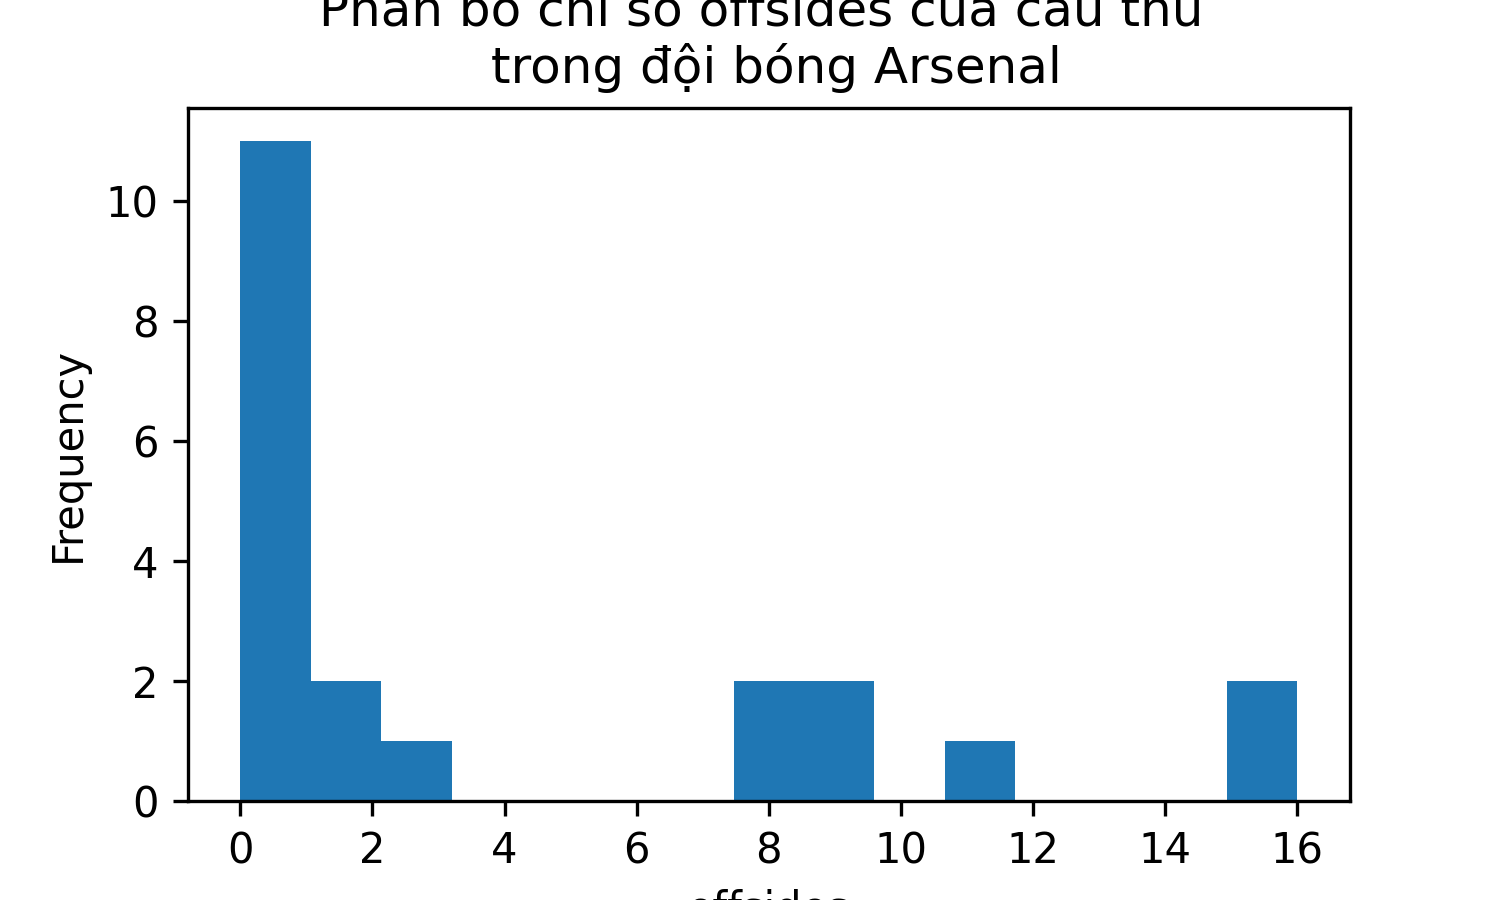 Phân bố chỉ số offsides của cầu thủ
trong đội bóng Arsenal
Frequency
10
8
6
4
2
0
0 2 4 6 8 10 12 14 16
offsides